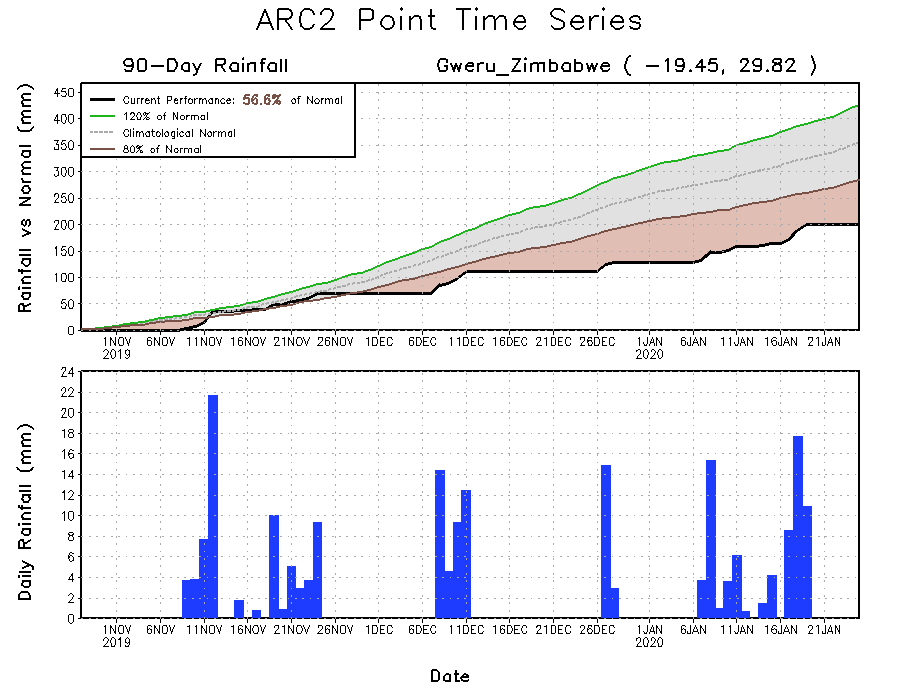 ARC2 Point Time Series
90-Day Rainfall
Gweru_Zimbabwe ( -19.45, 29.82 )
Rainfall vs Normal (mm)
Current Performance: 56.6% of Normal
120% of Normal
Climatological Normal
80% of Normal
450
400
350
300
250
200
150
100
50
0
1NOV 6NOV 11NOV 16NOV 21NOV 26NOV 1DEC 6DEC 11DEC 16DEC 21DEC 26DEC 1JAN 6JAN 11JAN 16JAN 21JAN
2019 2020
Daily Rainfall (mm)
24
22
20
18
16
14
12
10
8
6
4
2
0
1NOV 6NOV 11NOV 16NOV 21NOV 26NOV 1DEC 6DEC 11DEC 16DEC 21DEC 26DEC 1JAN 6JAN 11JAN 16JAN 21JAN
2019 2020
Date